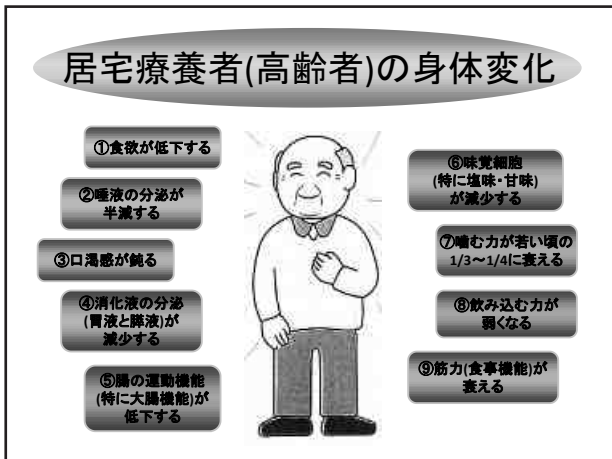 居宅療養者(高齢者)の身体変化
①食欲が低下する
②唾液の分泌が
半減する
③口渇感が鈍る
④消化液の分泌
(胃液と膵液)が
減少する
⑤腸の運動機能
(特に大腸機能)が
低下する
⑥味覚細胞
(特に塩味・甘味)
が減少する
⑦噛む力が若い頃の
1/3～1/4に衰える
⑧飲み込む力が
弱くなる
⑨筋力(食事機能)が
衰える